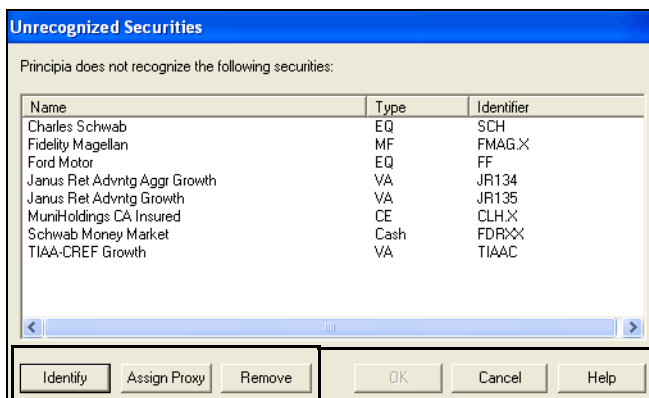 Unrecognized Securities
Principia does not recognize the following securities:
Name Type Identifier
Charles Schwab EQ SCH
Fidelity Magellan MF FMAG.X
Ford Motor EQ FF
Janus Ret Advntg Aggr Growth VA JR134
Janus Ret Advntg Growth VA JR135
MuniHoldings CA Insured CE CLH.X
Schwab Money Market Cash FDRXX
TIAA-CREF Growth VA TIAAC
Identify Assign Proxy Remove OK Cancel Help